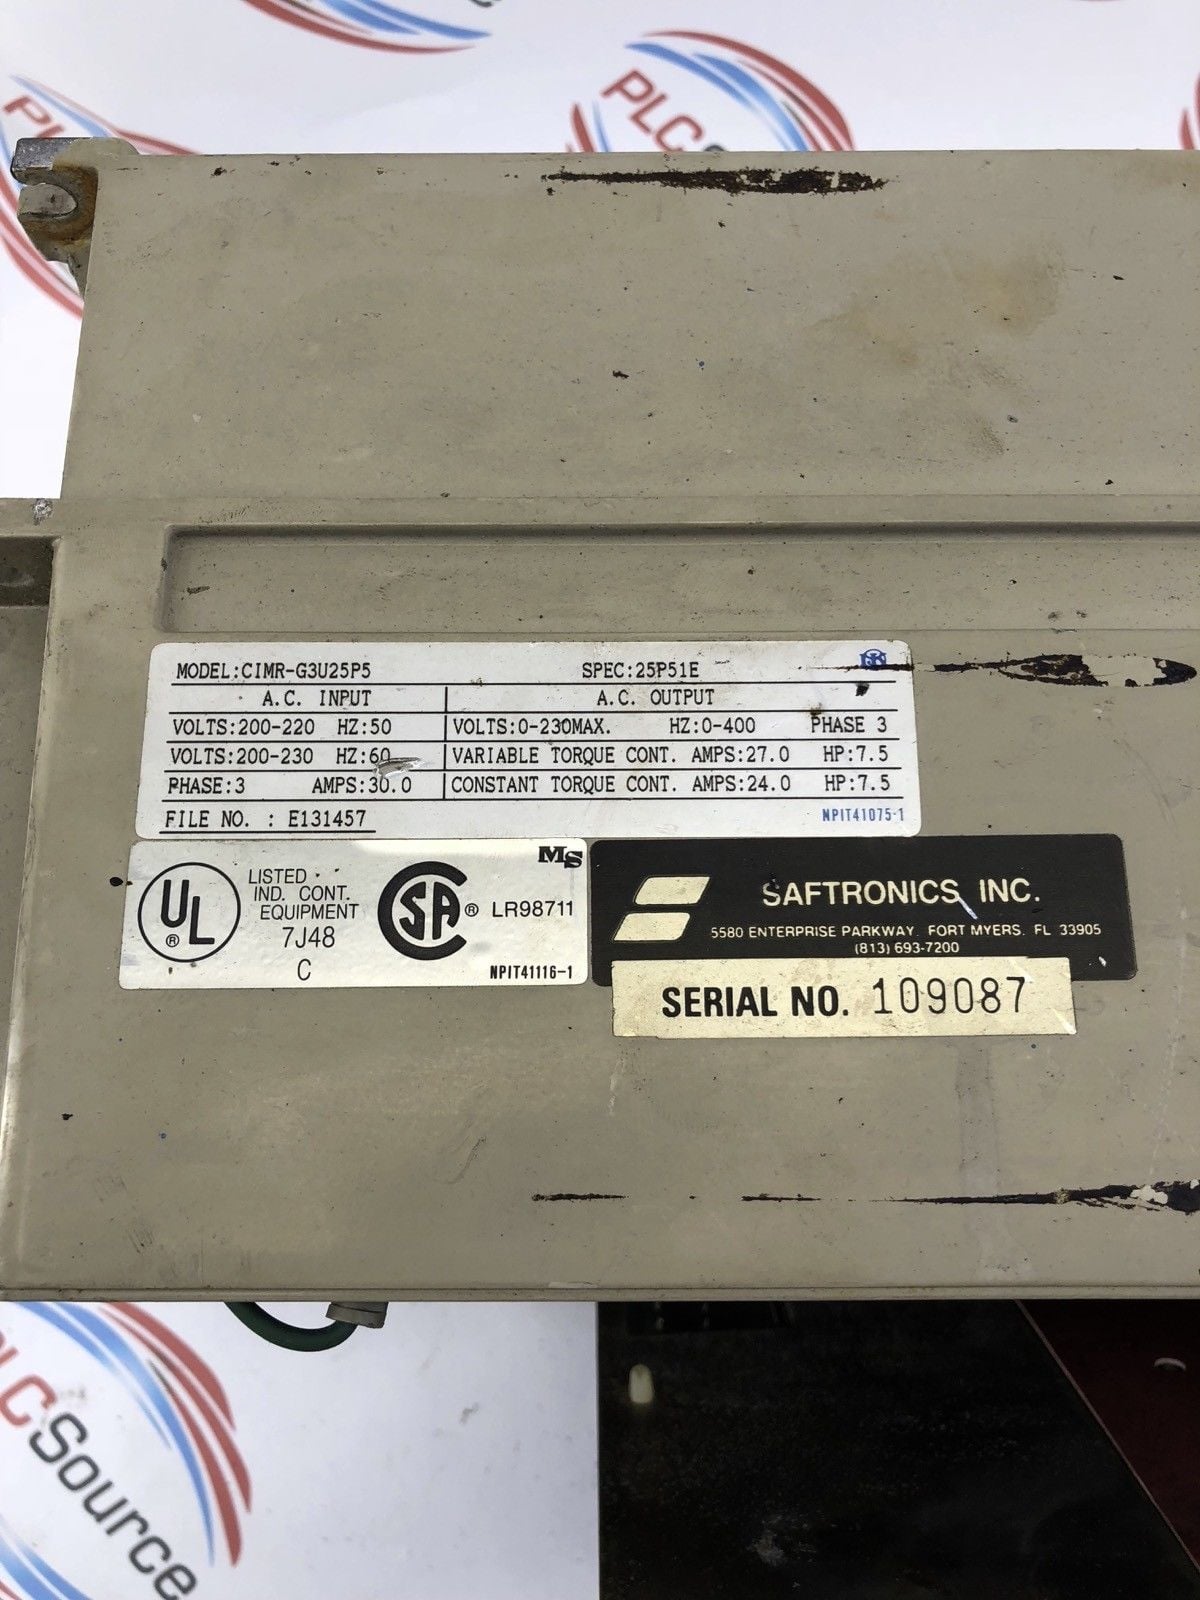 PLC S
MODEL:CIMR-G3U25P5 SPEC:25P51E
A.C. INPUT A.C. OUTPUT
VOLTS:200-220 HZ:50 VOLTS:0-230MAX. HZ:0-400 PHASE 3
VOLTS:200-230 HZ:60 VARIABLE TORQUE CONT. AMPS:27.0 HP:7.5
PHASE:3 AMPS:30.0 CONSTANT TORQUE CONT. AMPS:24.0 HP:7.5
FILE NO. : E131457 NPIT41075-1
MS
UL ®
LISTED
IND. CONT.
EQUIPMENT
7J48
C
CSA ® LR98711
NPIT41116-1
SAFTRONICS, INC.
5580 ENTERPRISE PARKWAY. FORT MYERS. FL 33905
(813) 693-7200
SERIAL NO. 109087
PLCSource